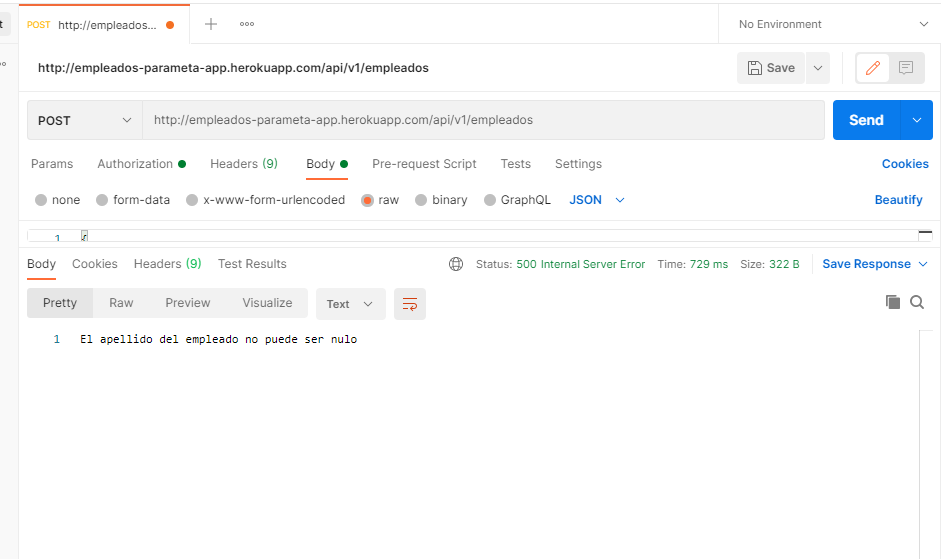 t
POST http://empleados... + ooo No Environment
http://empleados-parameta-app.herokuapp.com/api/v1/empleados Save
POST http://empleados-parameta-app.herokuapp.com/api/v1/empleados Send
Params Authorization Headers (9) Body Pre-request Script Tests Settings Cookies
none form-data x-www-form-urlencoded raw binary GraphQL JSON Beautify
1 {
Body Cookies Headers (9) Test Results Status: 500 Internal Server Error Time: 729 ms Size: 322 B Save Response
Pretty Raw Preview Visualize Text
1 El apellido del empleado no puede ser nulo